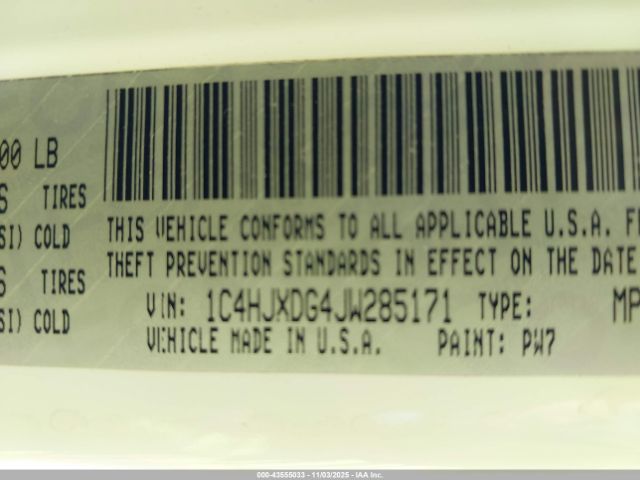 00 LB
S TIRES
SI) COLD
S TIRES
SI) COLD
THIS VEHICLE CONFORMS TO ALL APPLICABLE U.S.A. F
THEFT PREVENTION STANDARDS IN EFFECT ON THE DATE
VIN: 1C4HJXDG4JW285171 TYPE: MP
VEHICLE MADE IN U.S.A. PAINT: PW7
000-43555033 - 11/03/2025 - IAA Inc.